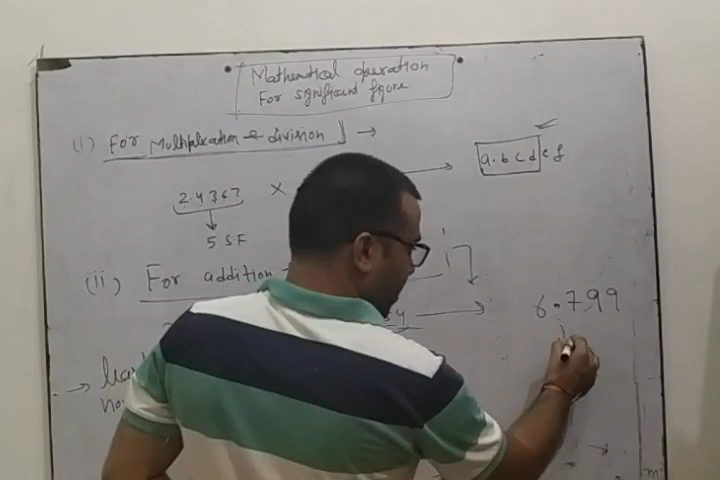 Mathematical operation
For significant figure
(i) For Multiplication & division →
2.4367 × → a.bcdef
5 S.F
(ii) For addition
→ 6.799
→